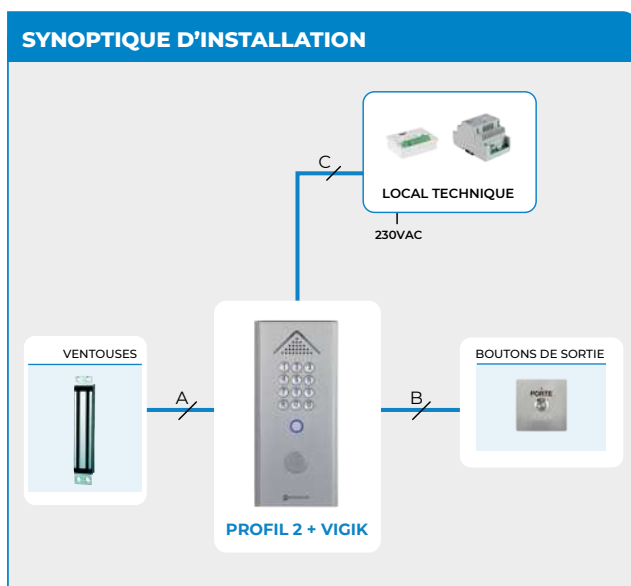 SYNOPTIQUE D'INSTALLATION
C
LOCAL TECHNIQUE
230VAC
VENTOUSES
A
B
BOUTONS DE SORTIE
PORTE
PROFIL 2 + VIGIK